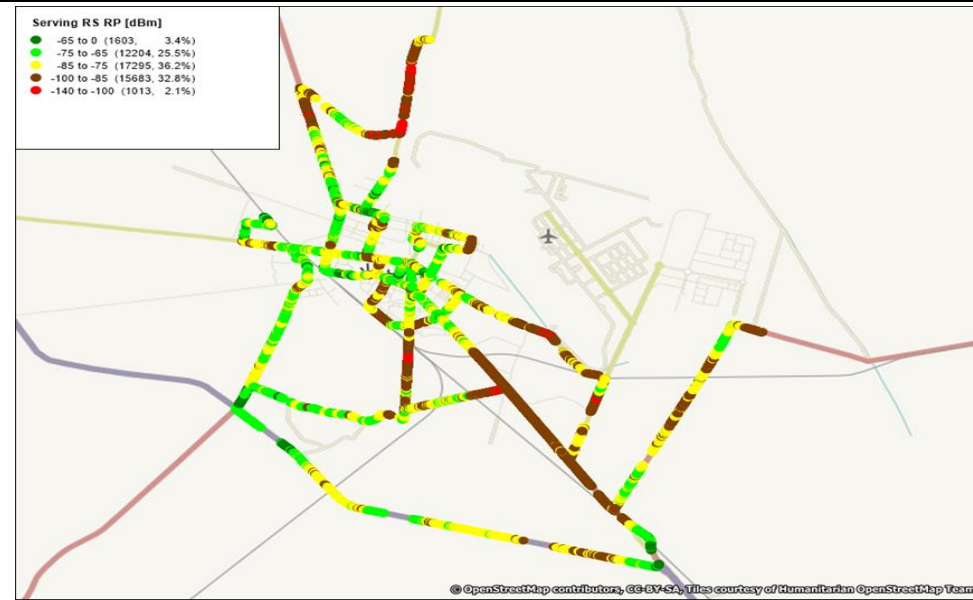 Serving RS RP [dBm]
-65 to 0 (1603, 3.4%)
-75 to -65 (12204, 25.5%)
-85 to -75 (17295, 36.2%)
-100 to -85 (15683, 32.8%)
-140 to -100 (1013, 2.1%)
© OpenStreetMap contributors, CC-BY-SA, Tiles courtesy of Humanitarian OpenStreetMap Team